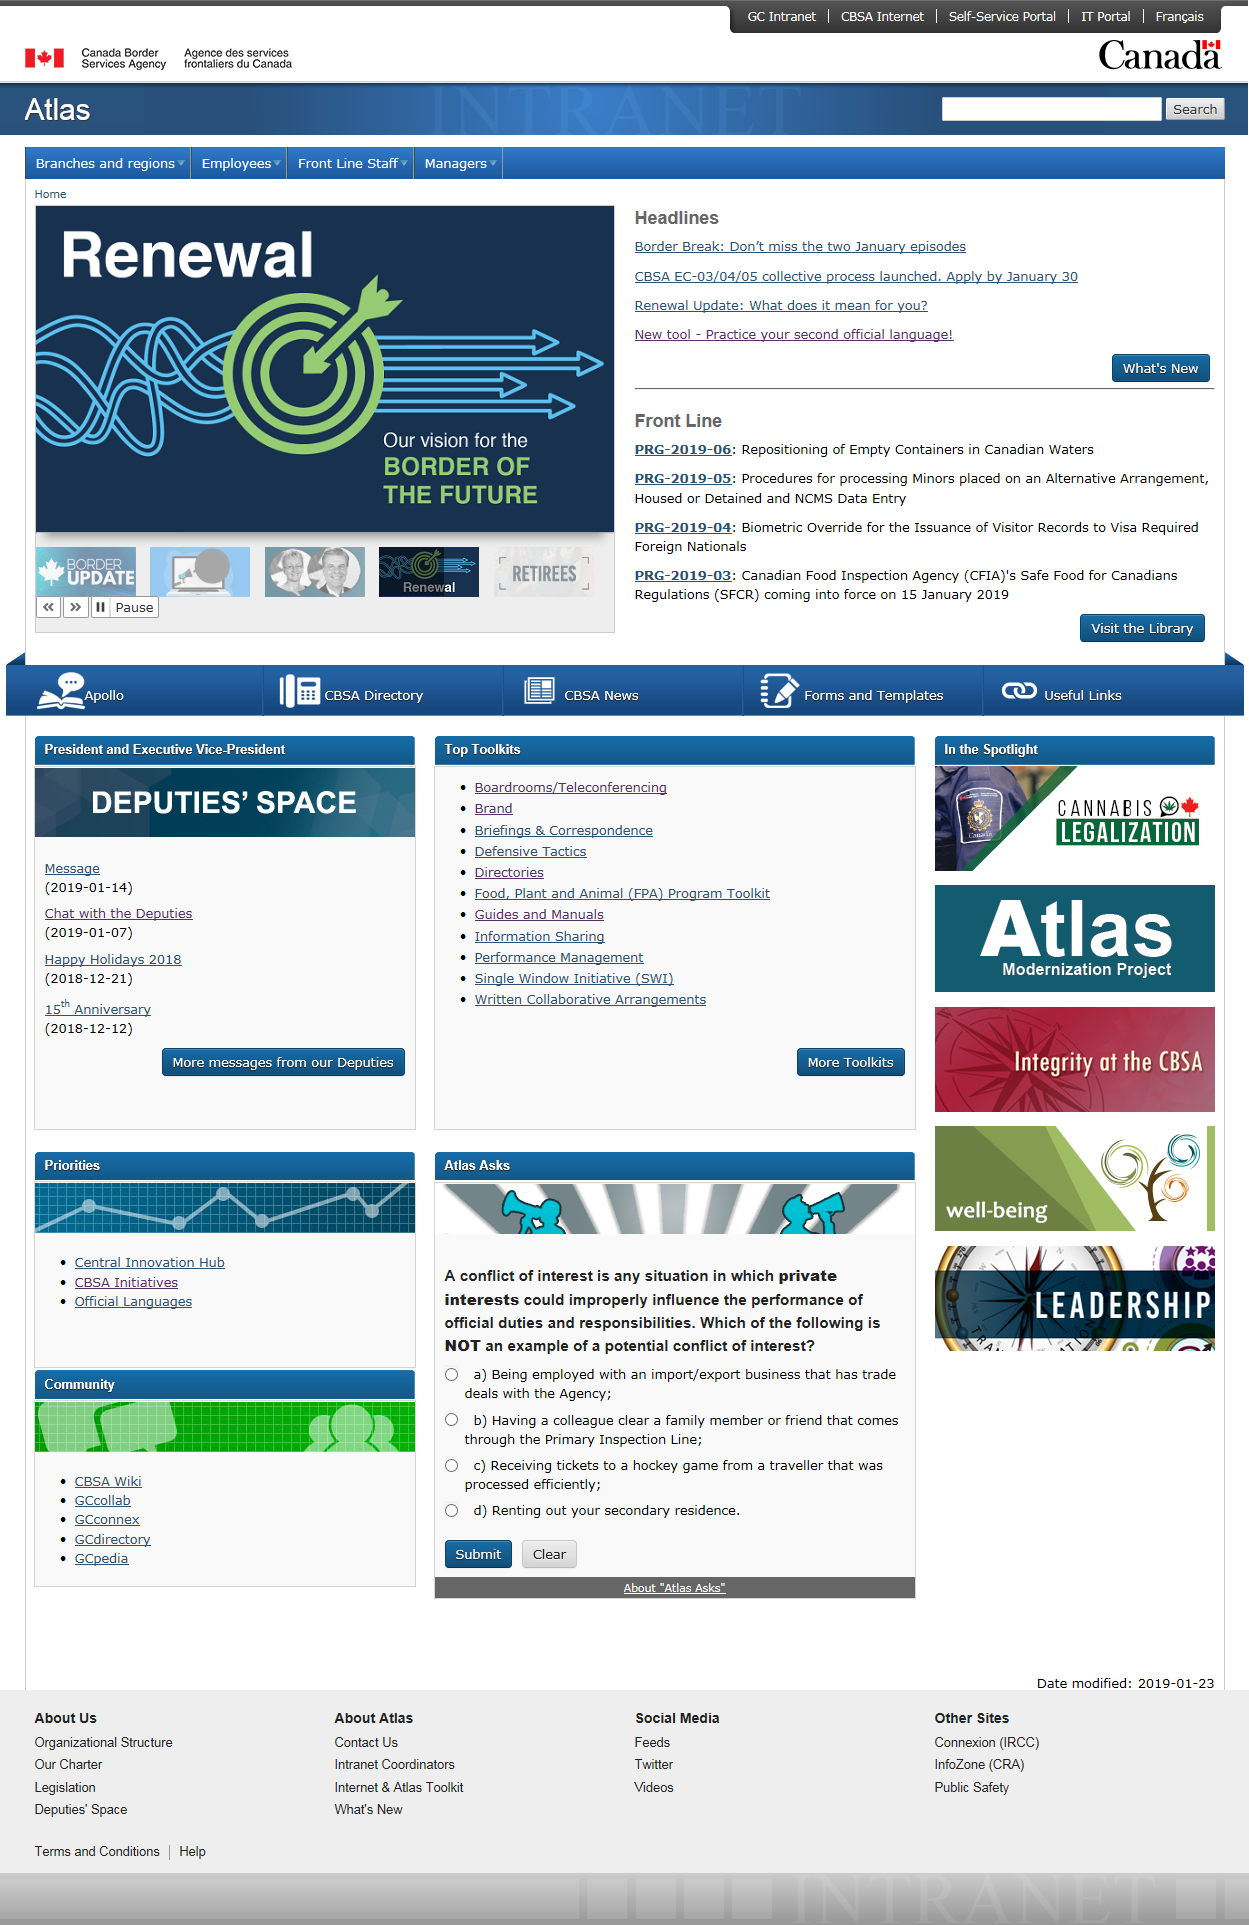 GC Intranet
CBSA Internet
Self-Service Portal
IT Portal
Français
Canada Border
Services Agency
Agence des services
frontaliers du Canada
Canada
INTRANET
Atlas
Search
Branches and regions
Employees
Front Line Staff
Managers
Home
Renewal
Our vision for the
BORDER OF
THE FUTURE
BORDER
UPDATE
Renewal
RETIREES
Pause
Headlines
Border Break: Don’t miss the two January episodes
CBSA EC-03/04/05 collective process launched. Apply by January 30
Renewal Update: What does it mean for you?
New tool - Practice your second official language!
What's New
Front Line
PRG-2019-06: Repositioning of Empty Containers in Canadian Waters
PRG-2019-05: Procedures for processing Minors placed on an Alternative Arrangement,
Housed or Detained and NCMS Data Entry
PRG-2019-04: Biometric Override for the Issuance of Visitor Records to Visa Required
Foreign Nationals
PRG-2019-03: Canadian Food Inspection Agency (CFIA)'s Safe Food for Canadians
Regulations (SFCR) coming into force on 15 January 2019
Visit the Library
Apollo
CBSA Directory
CBSA News
Forms and Templates
Useful Links
President and Executive Vice-President
DEPUTIES’ SPACE
Message
(2019-01-14)
Chat with the Deputies
(2019-01-07)
Happy Holidays 2018
(2018-12-21)
15th Anniversary
(2018-12-12)
More messages from our Deputies
Top Toolkits
Boardrooms/Teleconferencing
Brand
Briefings & Correspondence
Defensive Tactics
Directories
Food, Plant and Animal (FPA) Program Toolkit
Guides and Manuals
Information Sharing
Performance Management
Single Window Initiative (SWI)
Written Collaborative Arrangements
More Toolkits
In the Spotlight
Canada
CANNABIS
LEGALIZATION
Atlas
Modernization Project
Integrity at the CBSA
well-being
LEADERSHIP
Priorities
Central Innovation Hub
CBSA Initiatives
Official Languages
Community
CBSA Wiki
GCcollab
GCconnex
GCdirectory
GCpedia
Atlas Asks
A conflict of interest is any situation in which private
interests could improperly influence the performance of
official duties and responsibilities. Which of the following is
NOT an example of a potential conflict of interest?
a) Being employed with an import/export business that has trade
deals with the Agency;
b) Having a colleague clear a family member or friend that comes
through the Primary Inspection Line;
c) Receiving tickets to a hockey game from a traveller that was
processed efficiently;
d) Renting out your secondary residence.
Submit
Clear
About "Atlas Asks"
Date modified: 2019-01-23
About Us
Organizational Structure
Our Charter
Legislation
Deputies' Space
About Atlas
Contact Us
Intranet Coordinators
Internet & Atlas Toolkit
What's New
Social Media
Feeds
Twitter
Videos
Other Sites
Connexion (IRCC)
InfoZone (CRA)
Public Safety
Terms and Conditions
Help
INTRANET